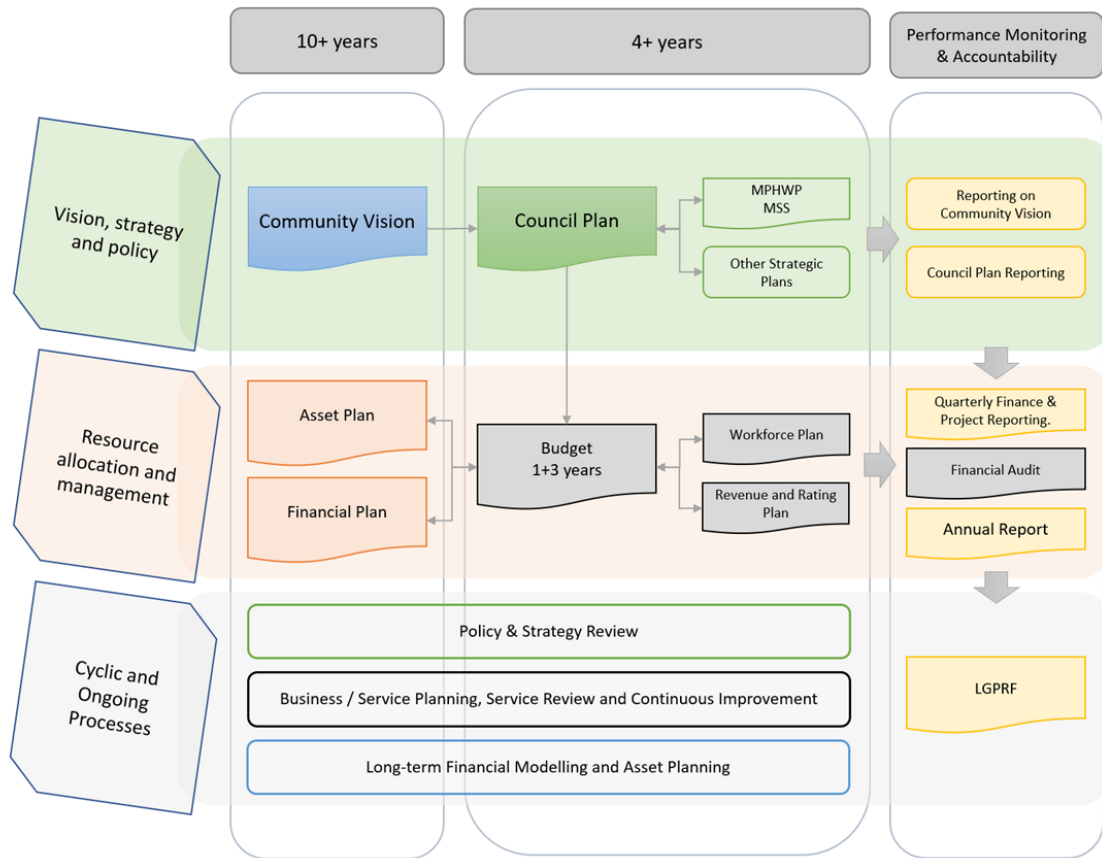 10+ years
4+ years
Performance Monitoring
& Accountability
Vision, strategy
and policy
Community Vision
Council Plan
MPHWP
MSS
Other Strategic
Plans
Reporting on
Community Vision
Council Plan Reporting
Resource
allocation and
management
Asset Plan
Financial Plan
Budget
1+3 years
Workforce Plan
Revenue and Rating
Plan
Quarterly Finance &
Project Reporting.
Financial Audit
Annual Report
Cyclic and
Ongoing
Processes
Policy & Strategy Review
Business / Service Planning, Service Review and Continuous Improvement
Long-term Financial Modelling and Asset Planning
LGPRF